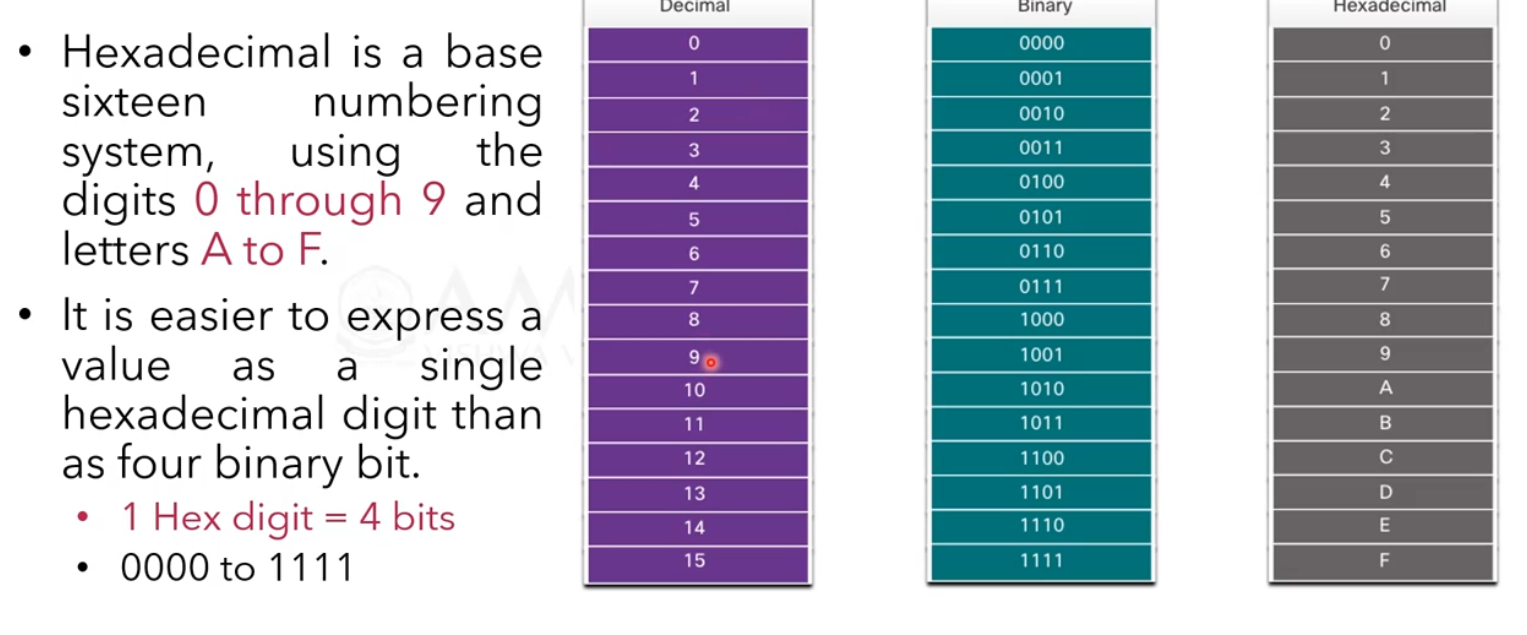 • Hexadecimal is a base
sixteen numbering
system, using the
digits 0 through 9 and
letters A to F.
• It is easier to express a
value as a single
hexadecimal digit than
as four binary bit.
• 1 Hex digit = 4 bits
• 0000 to 1111
Decimal Binary Hexadecimal
0 0000 0
1 0001 1
2 0010 2
3 0011 3
4 0100 4
5 0101 5
6 0110 6
7 0111 7
8 1000 8
9 1001 9
10 1010 A
11 1011 B
12 1100 C
13 1101 D
14 1110 E
15 1111 F